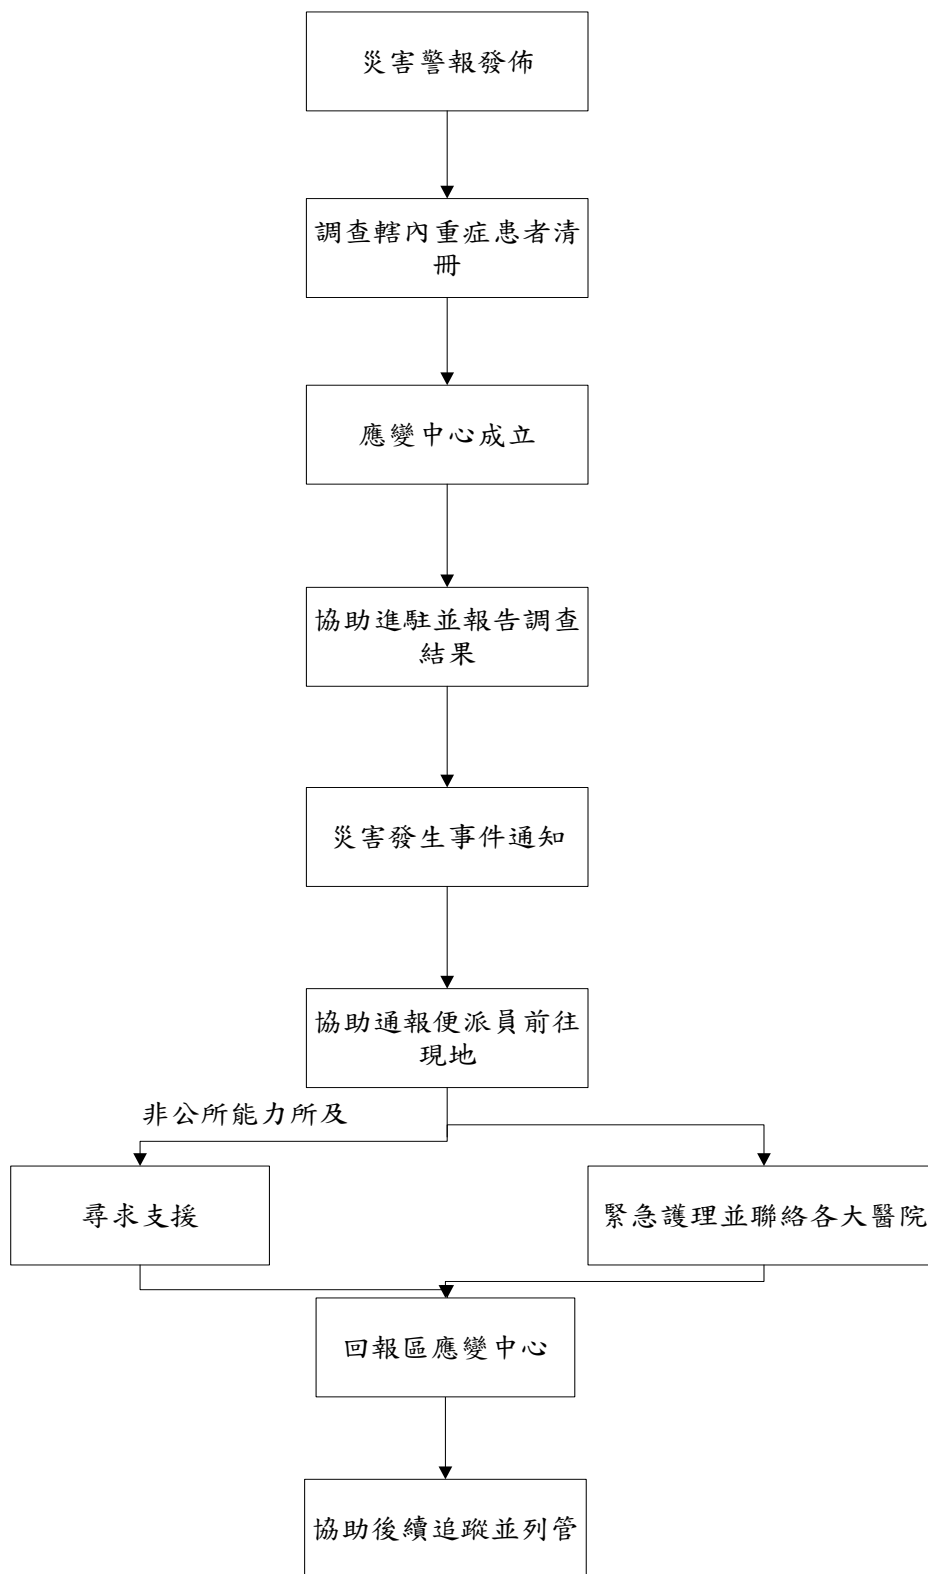 災害警報發佈
調查轄內重症患者清
冊
應變中心成立
協助進駐並報告調查
結果
災害發生事件通知
協助通報便派員前往
現地
非公所能力所及
尋求支援
緊急護理並聯絡各大醫院
回報區應變中心
協助後續追蹤並列管